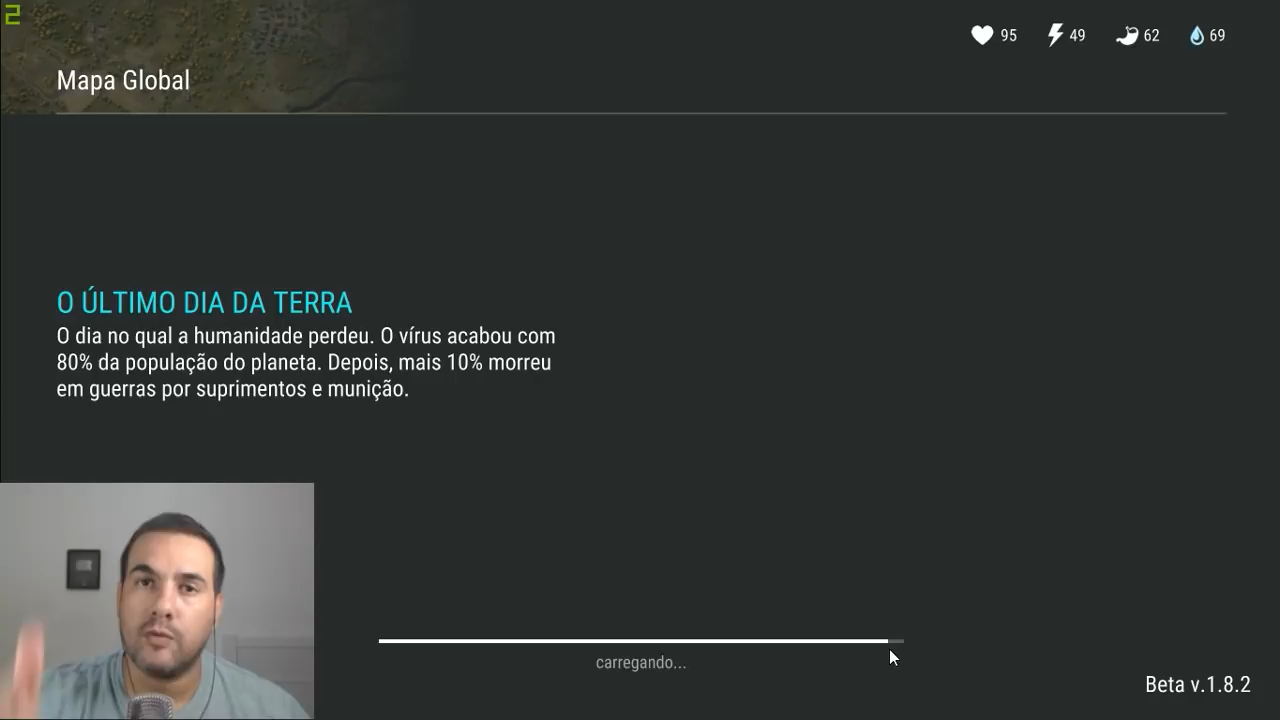 2
95 49 62 69
Mapa Global
O ÚLTIMO DIA DA TERRA
O dia no qual a humanidade perdeu. O vírus acabou com
80% da população do planeta. Depois, mais 10% morreu
em guerras por suprimentos e munição.
carregando...
Beta v.1.8.2